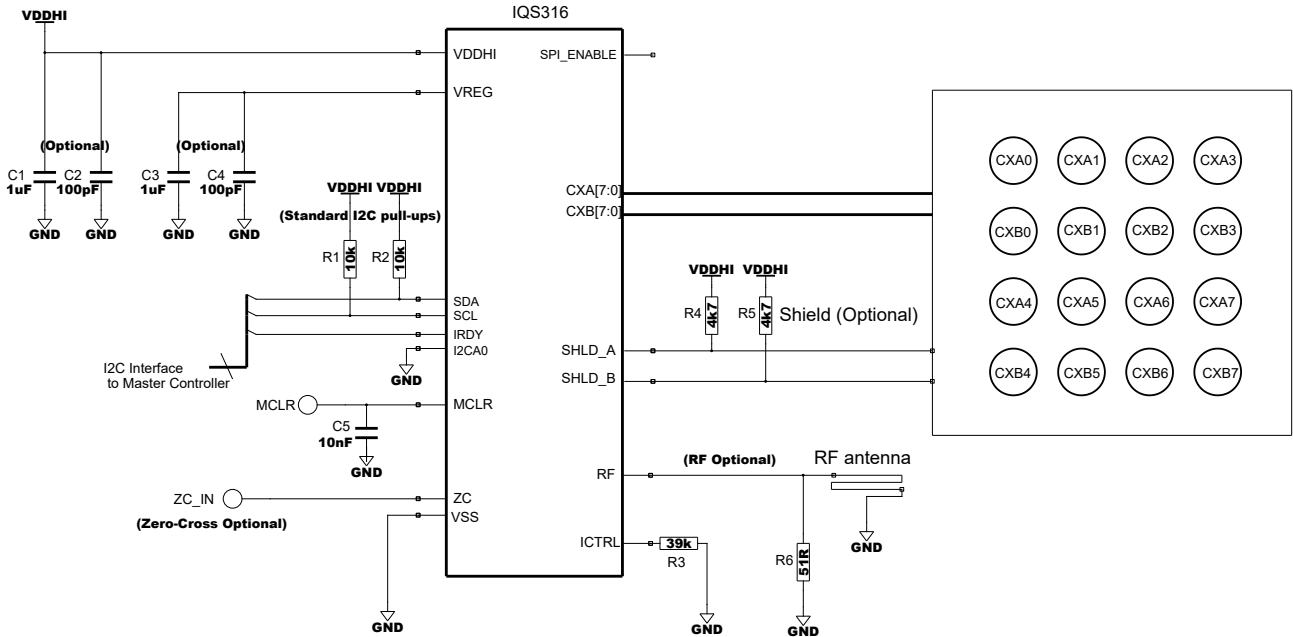 IQS316
VDDHI
VDDHI
SPI_ENABLE
VREG
(Optional)
(Optional)
C1
1uF
C2
100pF
C3
1uF
C4
100pF
GND
GND
GND
GND
VDDHI
VDDHI
(Standard I2C pull-ups)
R1
10k
R2
10k
CXA[7:0]
CXB[7:0]
CXA0
CXA1
CXA2
CXA3
CXB0
CXB1
CXB2
CXB3
CXA4
CXA5
CXA6
CXA7
CXB4
CXB5
CXB6
CXB7
VDDHI
VDDHI
R4
4k7
R5
4k7
Shield (Optional)
SDA
SCL
IRDY
I2CA0
GND
I2C Interface
to Master Controller
SHLD_A
SHLD_B
MCLR
MCLR
C5
10nF
GND
RF
(RF Optional)
RF antenna
GND
ZC_IN
ZC
(Zero-Cross Optional)
VSS
GND
ICTRL
39k
R3
GND
R6
51R
GND